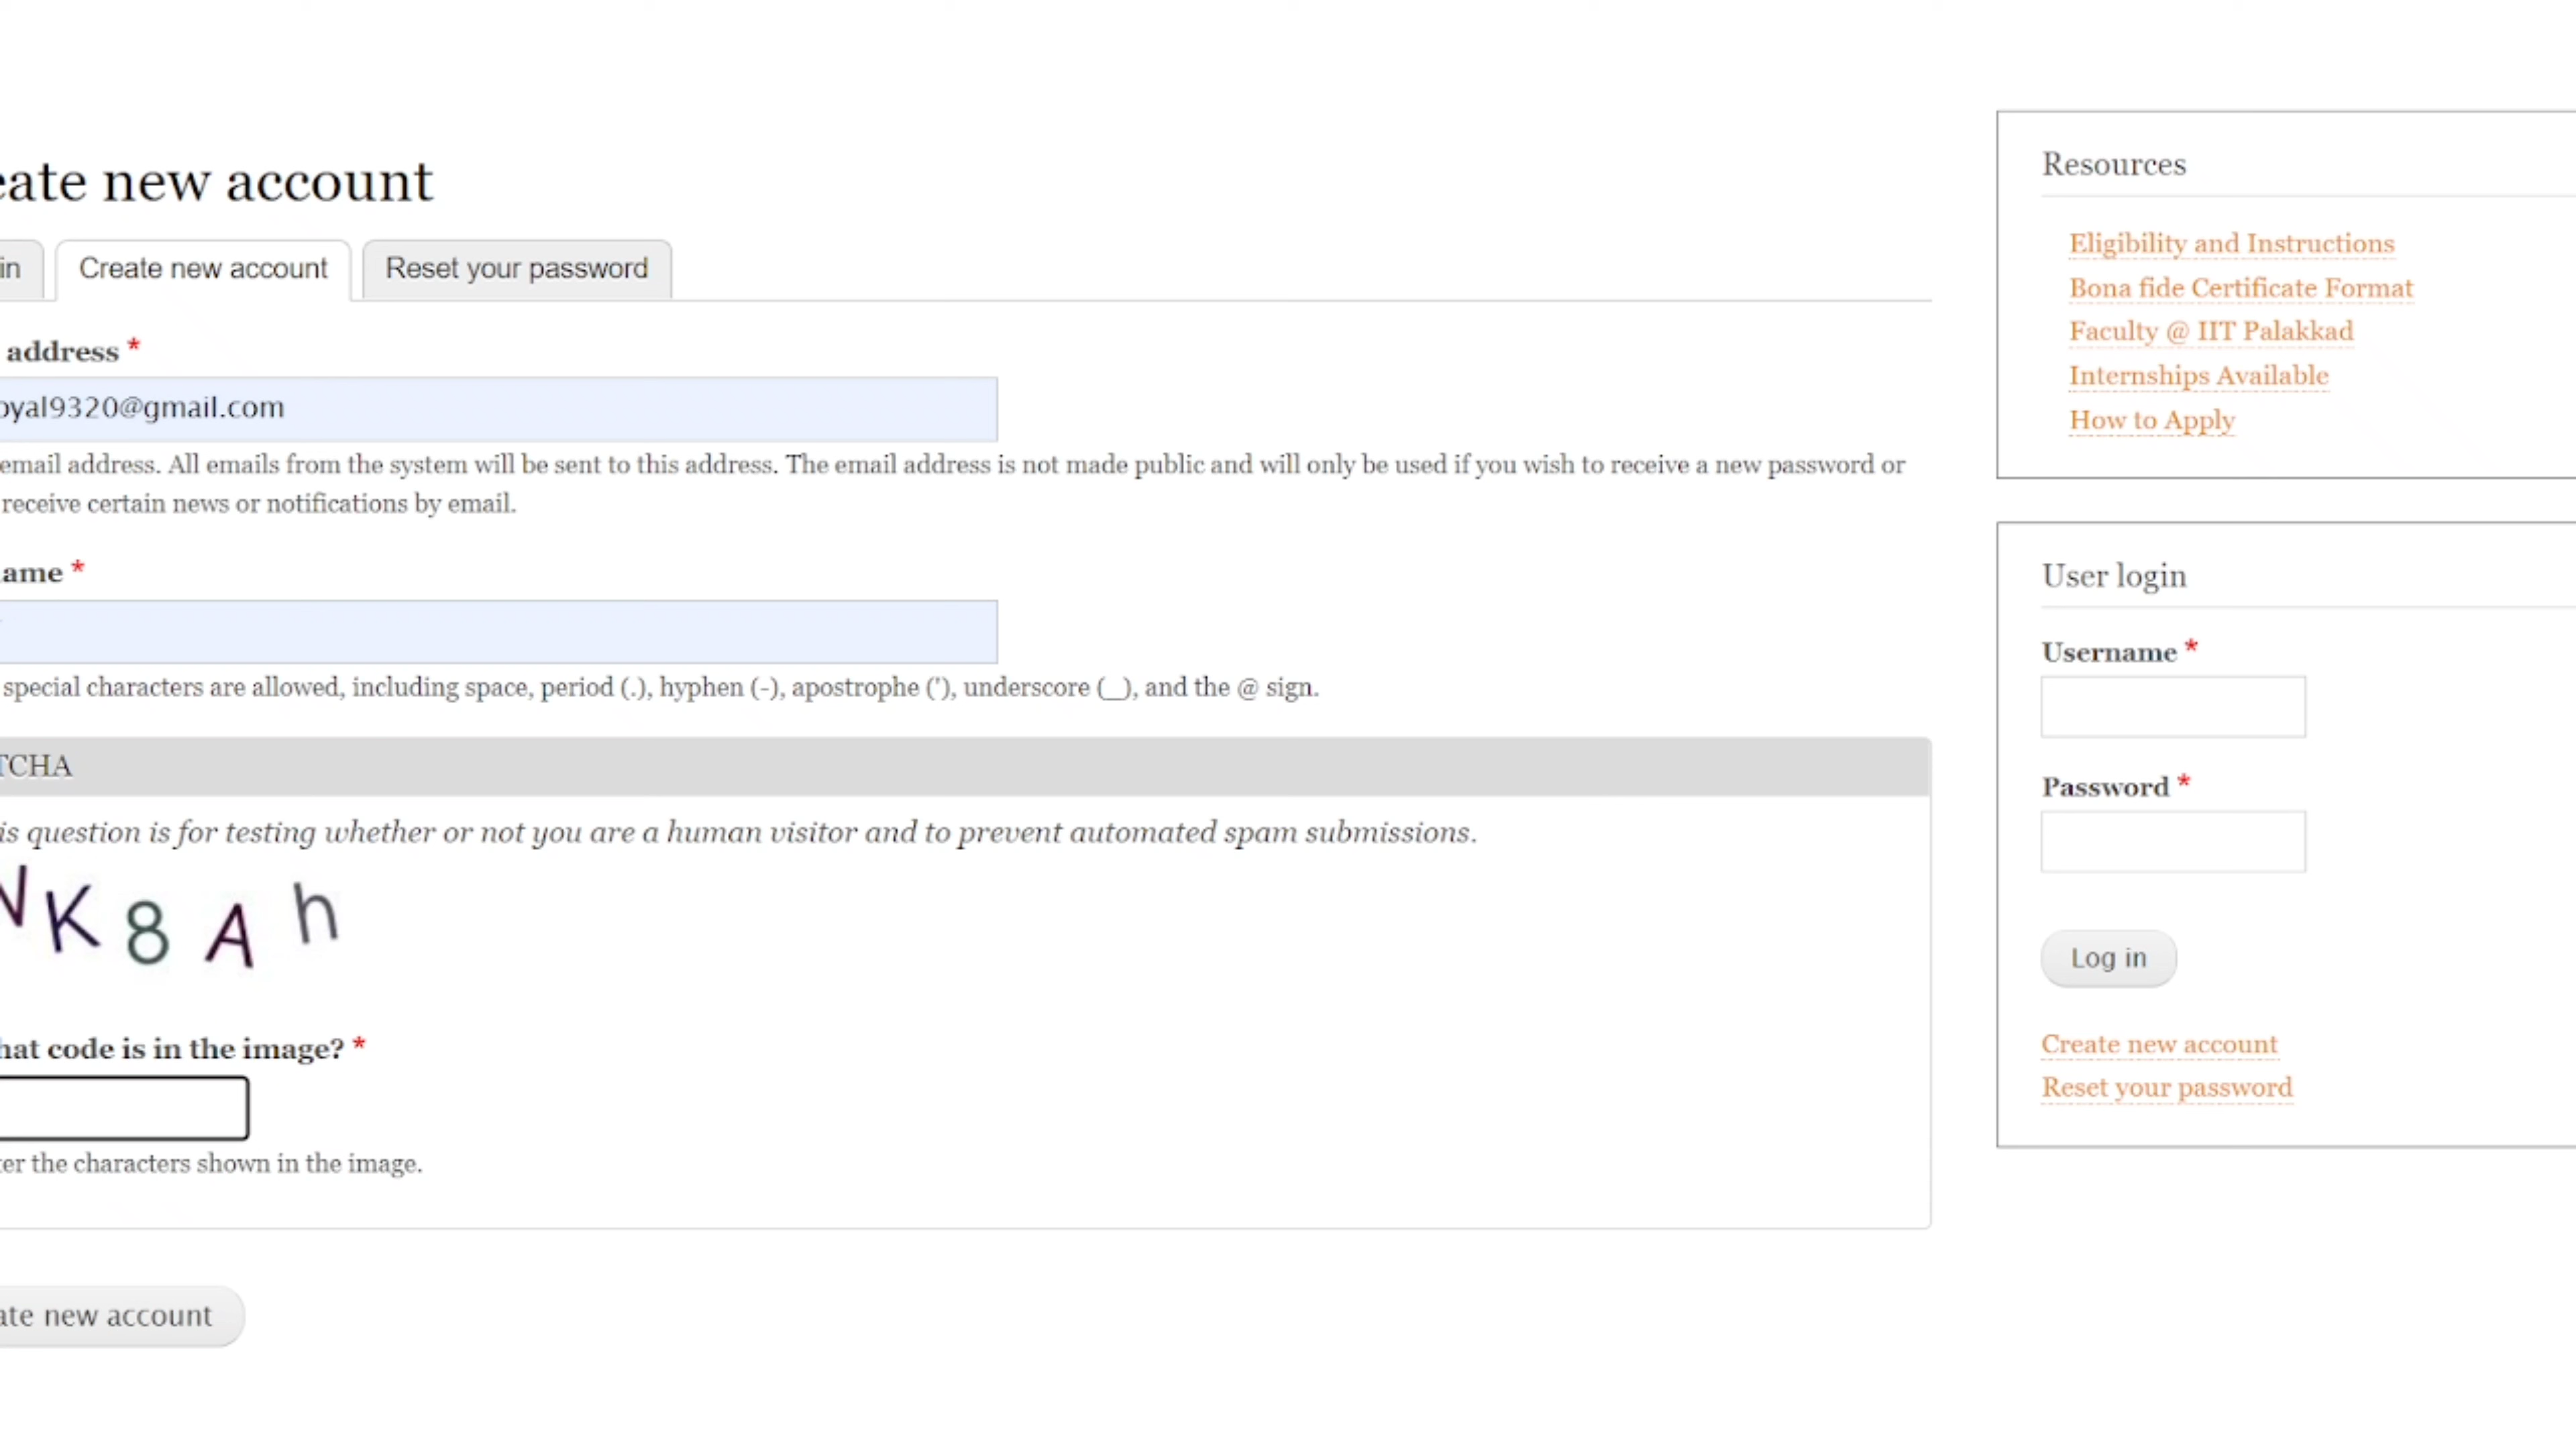 eate new account
in
Create new account
Reset your password
address *
oyal9320@gmail.com
email address. All emails from the system will be sent to this address. The email address is not made public and will only be used if you wish to receive a new password or
receive certain news or notifications by email.
ame *
special characters are allowed, including space, period (.), hyphen (-), apostrophe ('), underscore (_), and the @ sign.
TCHA
is question is for testing whether or not you are a human visitor and to prevent automated spam submissions.
K 8 A h
hat code is in the image? *
er the characters shown in the image.
ate new account
Resources
Eligibility and Instructions
Bona fide Certificate Format
Faculty @ IIT Palakkad
Internships Available
How to Apply
User login
Username *
Password *
Log in
Create new account
Reset your password